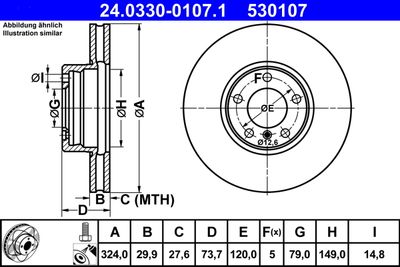 24.0330-0107.1 530107
Abbildung ähnlich
Illustration similar
ØI
ØG
ØH
ØA
F
ØE
Ø12,6
B
C (MTH)
D
A B C D E F(x) G H I
324,0 29,9 27,6 73,7 120,0 5 79,0 149,0 14,8